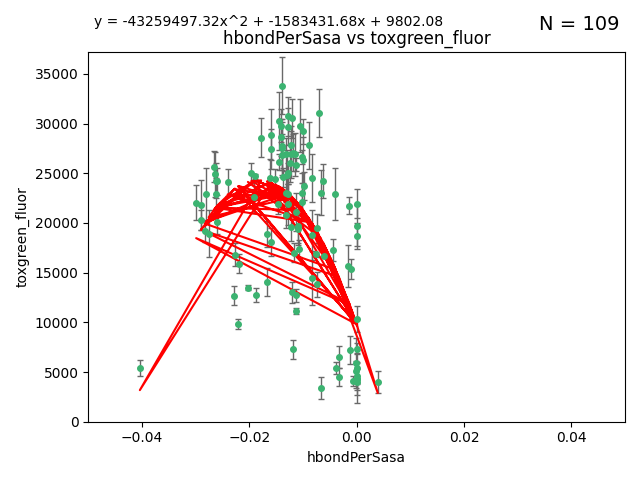 y = -43259497.32x^2 + -1583431.68x + 9802.08
N = 109
hbondPerSasa vs toxgreen_fluor
toxgreen_fluor
35000
30000
25000
20000
15000
10000
5000
0
−0.04
−0.02
0.00
0.02
0.04
hbondPerSasa